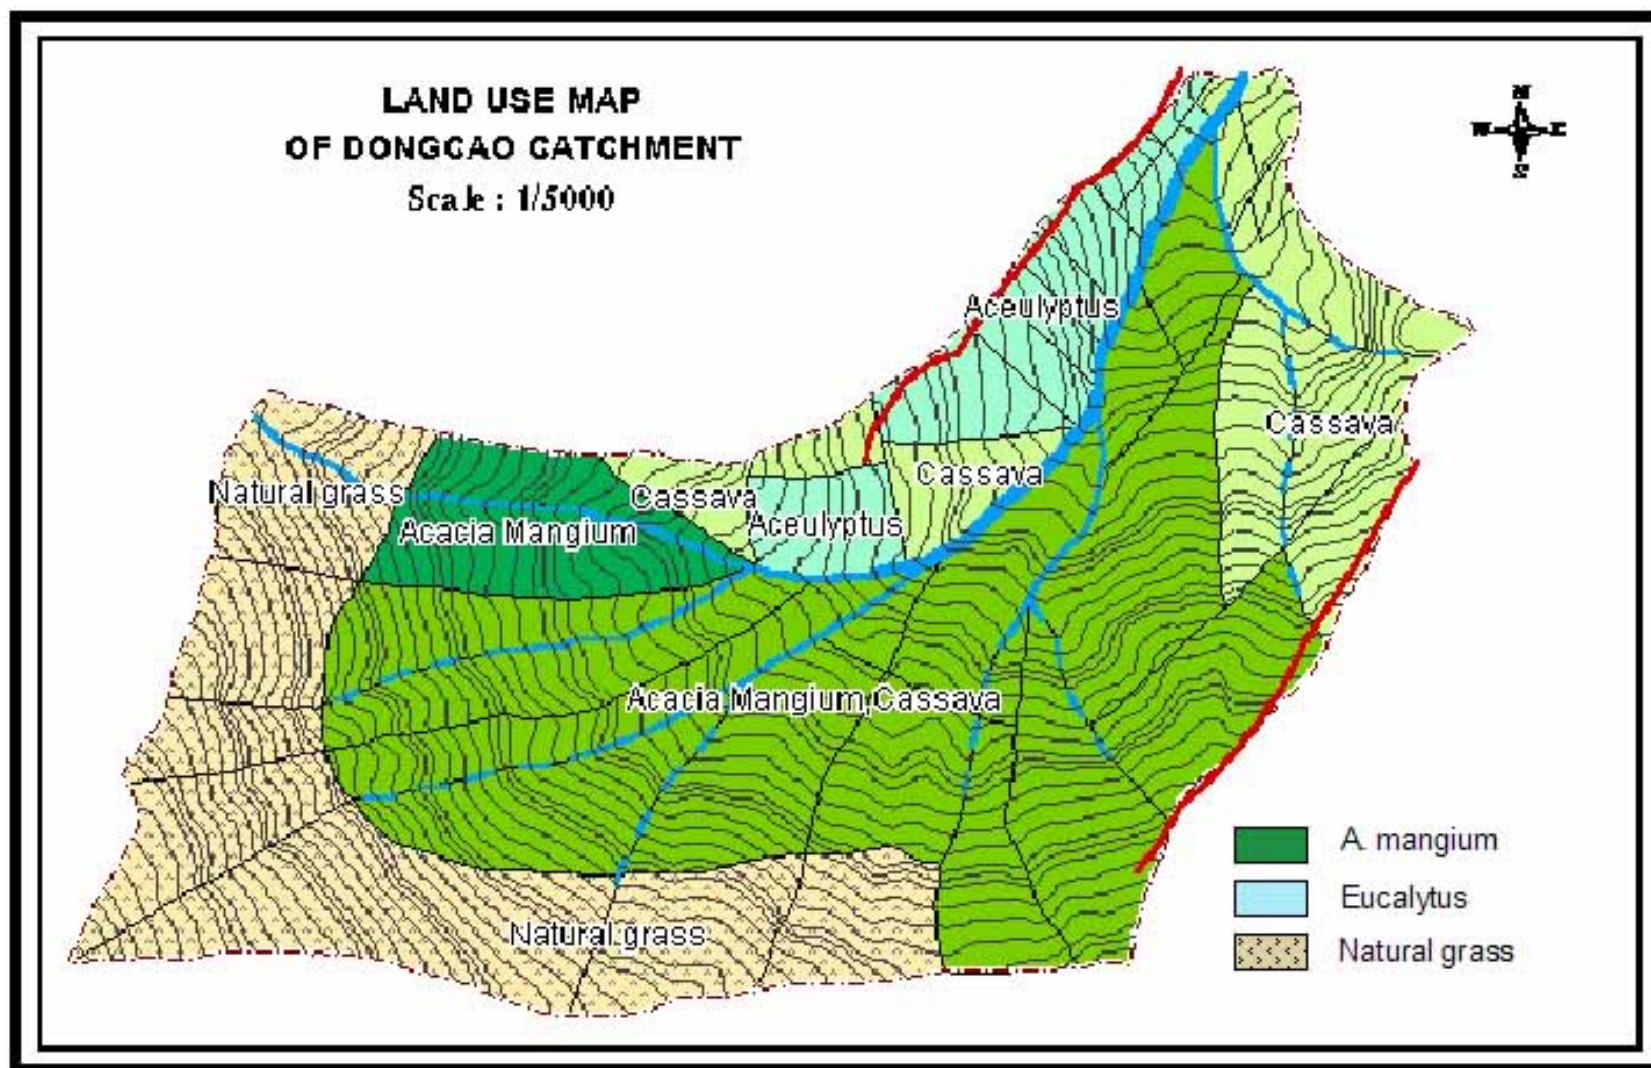 LAND USE MAP
OF DONGCAO CATCHMENT
Scale : 1/5000
N
W E
S
Aceulyptus
Cassava
Cassava
Natural grass
Cassava
Aceulyptus
Acacia Mangium
Acacia Mangium,Cassava
Natural grass
A. mangium
Eucalytus
Natural grass